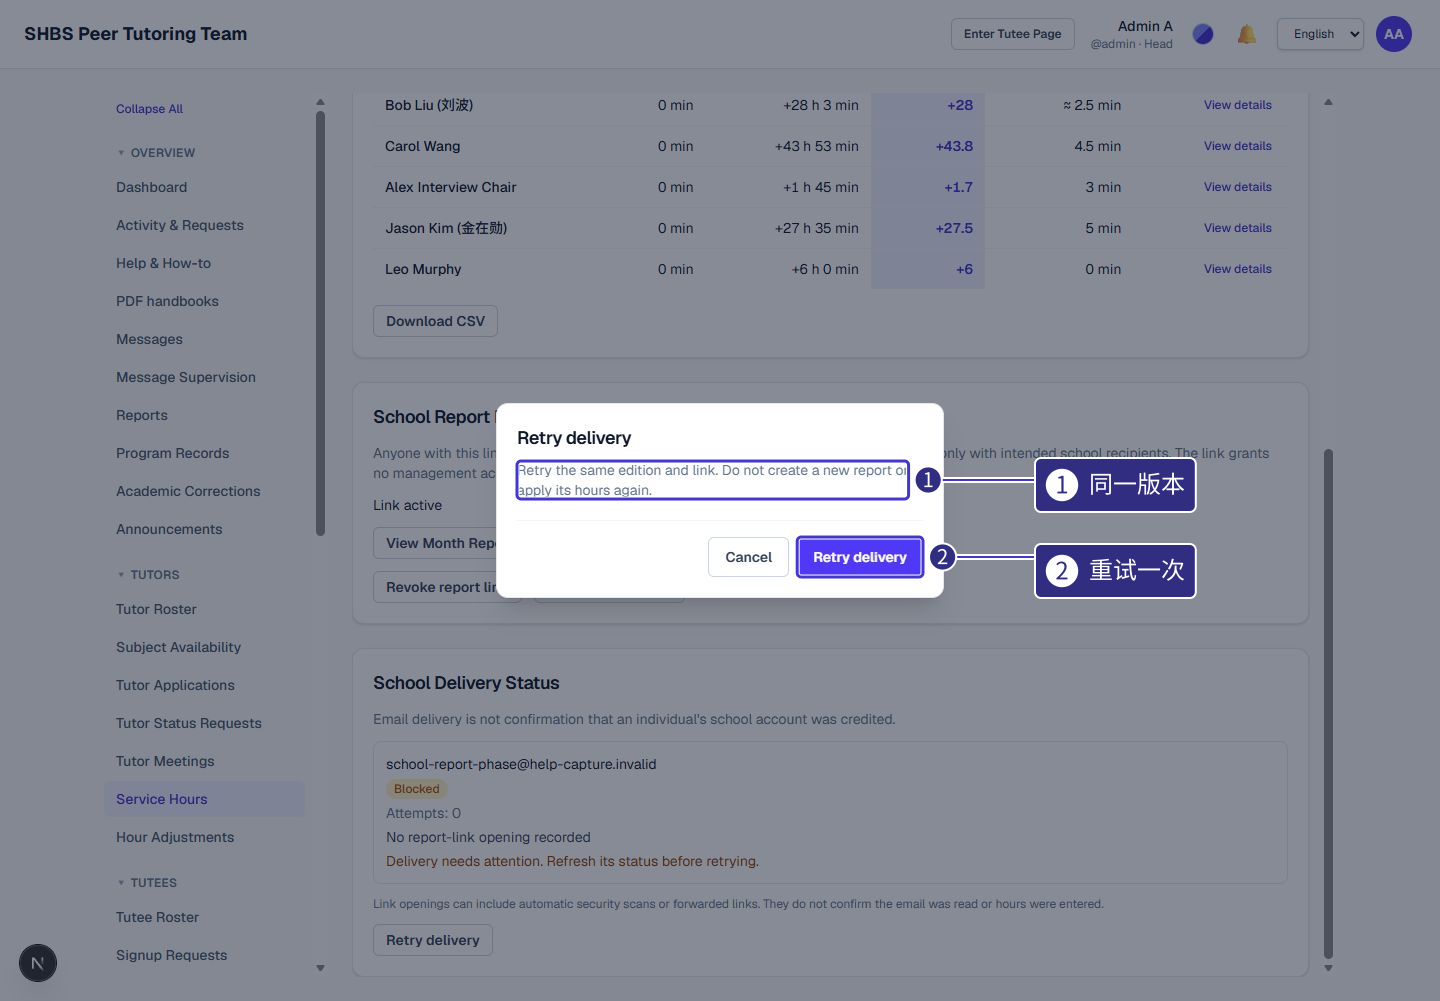 SHBS Peer Tutoring Team
Enter Tutee Page
Admin A
@admin · Head
English
AA
Collapse All
OVERVIEW
Dashboard
Activity & Requests
Help & How-to
PDF handbooks
Messages
Message Supervision
Reports
Program Records
Academic Corrections
Announcements
TUTORS
Tutor Roster
Subject Availability
Tutor Applications
Tutor Status Requests
Tutor Meetings
Service Hours
Hour Adjustments
TUTEES
Tutee Roster
Signup Requests
N
Bob Liu (刘波) 0 min +28 h 3 min +28 ≈ 2.5 min View details
Carol Wang 0 min +43 h 53 min +43.8 4.5 min View details
Alex Interview Chair 0 min +1 h 45 min +1.7 3 min View details
Jason Kim (金在勋) 0 min +27 h 35 min +27.5 5 min View details
Leo Murphy 0 min +6 h 0 min +6 0 min View details
Download CSV
School Report
Anyone with this lin only with intended school recipients. The link grants
no management ac
Link active
View Month Rep
Revoke report li
Retry delivery
Retry the same edition and link. Do not create a new report or
apply its hours again.
Cancel
Retry delivery
1
1 同一版本
2
2 重试一次
School Delivery Status
Email delivery is not confirmation that an individual's school account was credited.
school-report-phase@help-capture.invalid
Blocked
Attempts: 0
No report-link opening recorded
Delivery needs attention. Refresh its status before retrying.
Link openings can include automatic security scans or forwarded links. They do not confirm the email was read or hours were entered.
Retry delivery